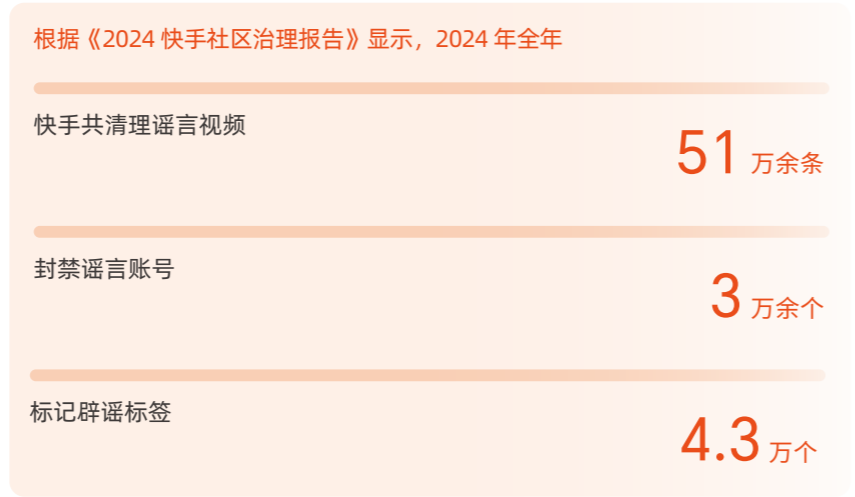 根据《2024 快手社区治理报告》显示，2024 年全年
快手共清理谣言视频
51 万余条
封禁谣言账号
3 万余个
标记辟谣标签
4.3 万个